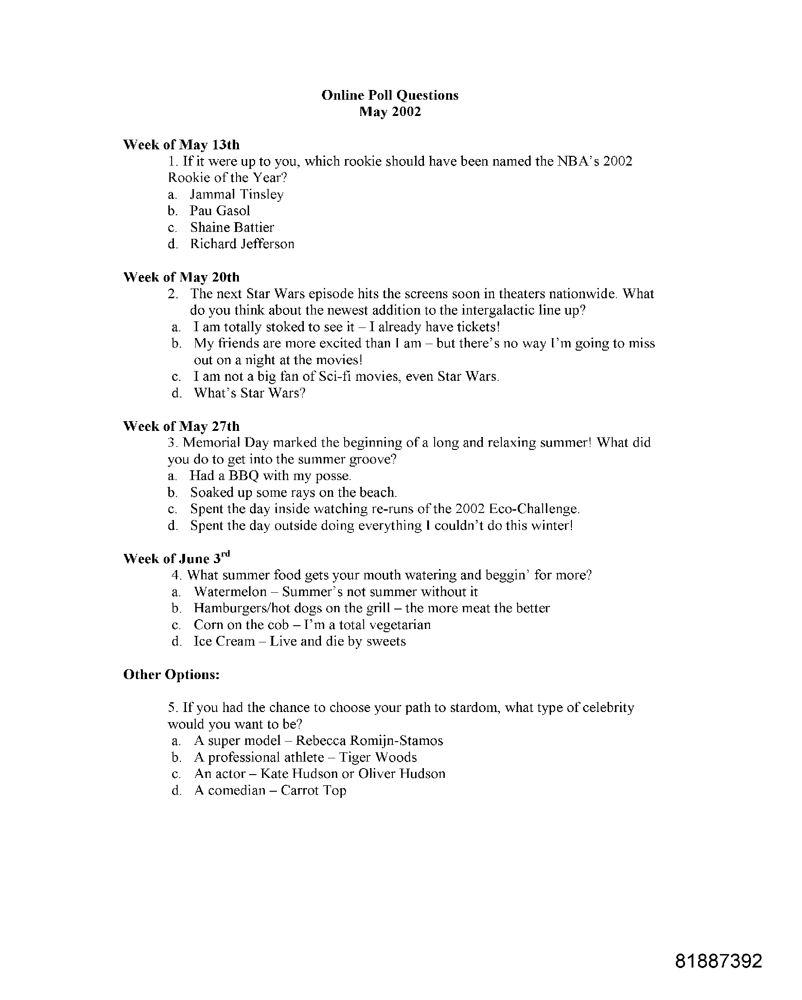 Online Poll Questions
May 2002
Week of May 13th
1. If it were up to you, which rookie should have been named the NBA's 2002
Rookie of the Year?
a. Jammal Tinsley
b. Pau Gasol
c. Shaine Battier
d. Richard Jefferson
Week of May 20th
2. The next Star Wars episode hits the screens soon in theaters nationwide. What
do you think about the newest addition to the intergalactic line up?
a. I am totally stoked to see it – I already have tickets!
b. My friends are more excited than I am – but there's no way I'm going to miss
out on a night at the movies!
c. I am not a big fan of Sci-fi movies, even Star Wars.
d. What's Star Wars?
Week of May 27th
3. Memorial Day marked the beginning of a long and relaxing summer! What did
you do to get into the summer groove?
a. Had a BBQ with my posse.
b. Soaked up some rays on the beach.
c. Spent the day inside watching re-runs of the 2002 Eco-Challenge.
d. Spent the day outside doing everything I couldn't do this winter!
Week of June 3rd
4. What summer food gets your mouth watering and beggin' for more?
a. Watermelon – Summer's not summer without it
b. Hamburgers/hot dogs on the grill – the more meat the better
c. Corn on the cob – I'm a total vegetarian
d. Ice Cream – Live and die by sweets
Other Options:
5. If you had the chance to choose your path to stardom, what type of celebrity
would you want to be?
a. A super model – Rebecca Romijn-Stamos
b. A professional athlete – Tiger Woods
c. An actor – Kate Hudson or Oliver Hudson
d. A comedian – Carrot Top
81887392